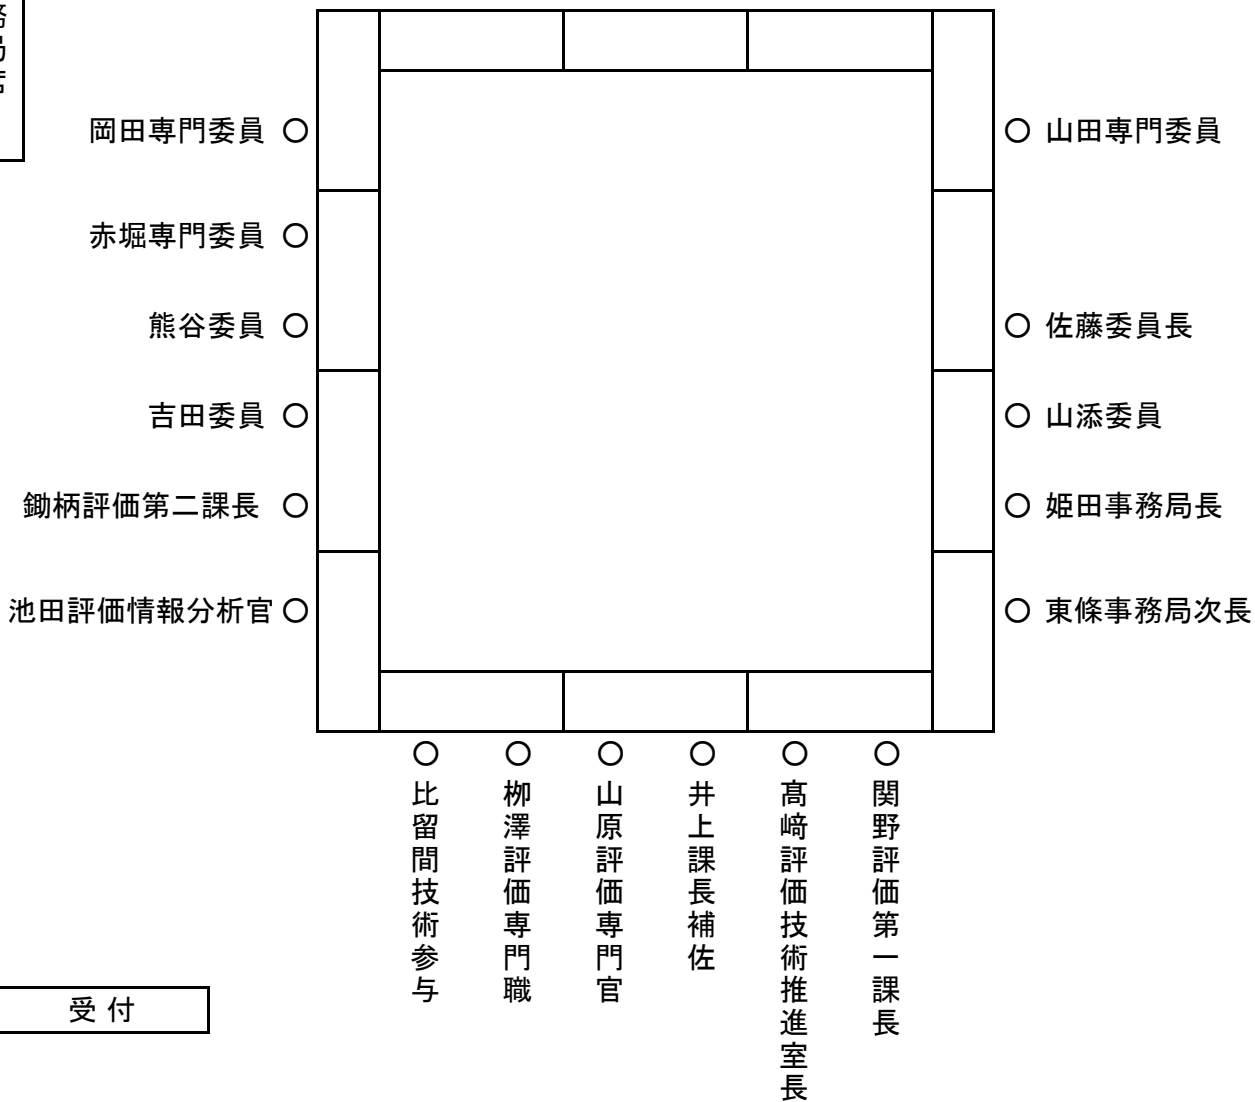 局
岡田専門委員 ○
赤堀専門委員 ○
熊谷委員 ○
吉田委員 ○
鋤柄評価第二課長 ○
池田評価情報分析官 ○
○ 山田専門委員
○ 佐藤委員長
○ 山添委員
○ 姫田事務局長
○ 東條事務局次長
○ 比留間技術参与
○ 栁澤評価専門職
○ 山原評価専門官
○ 井上課長補佐
○ 髙﨑評価技術推進室長
○ 関野評価第一課長
受付